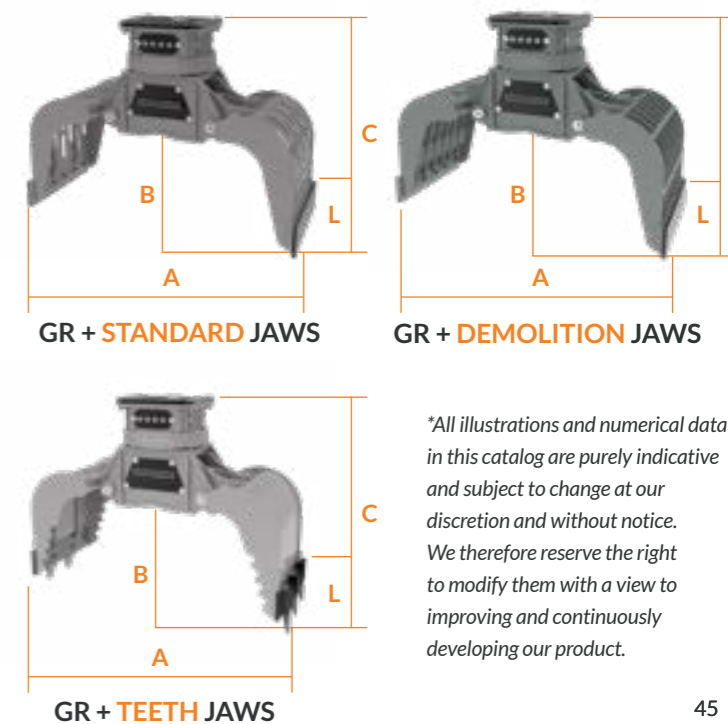 C
B
L
A
GR + STANDARD JAWS
B
L
A
GR + DEMOLITION JAWS
C
B
L
A
GR + TEETH JAWS
*All illustrations and numerical data
in this catalog are purely indicative
and subject to change at our
discretion and without notice.
We therefore reserve the right
to modify them with a view to
improving and continuously
developing our product.
45